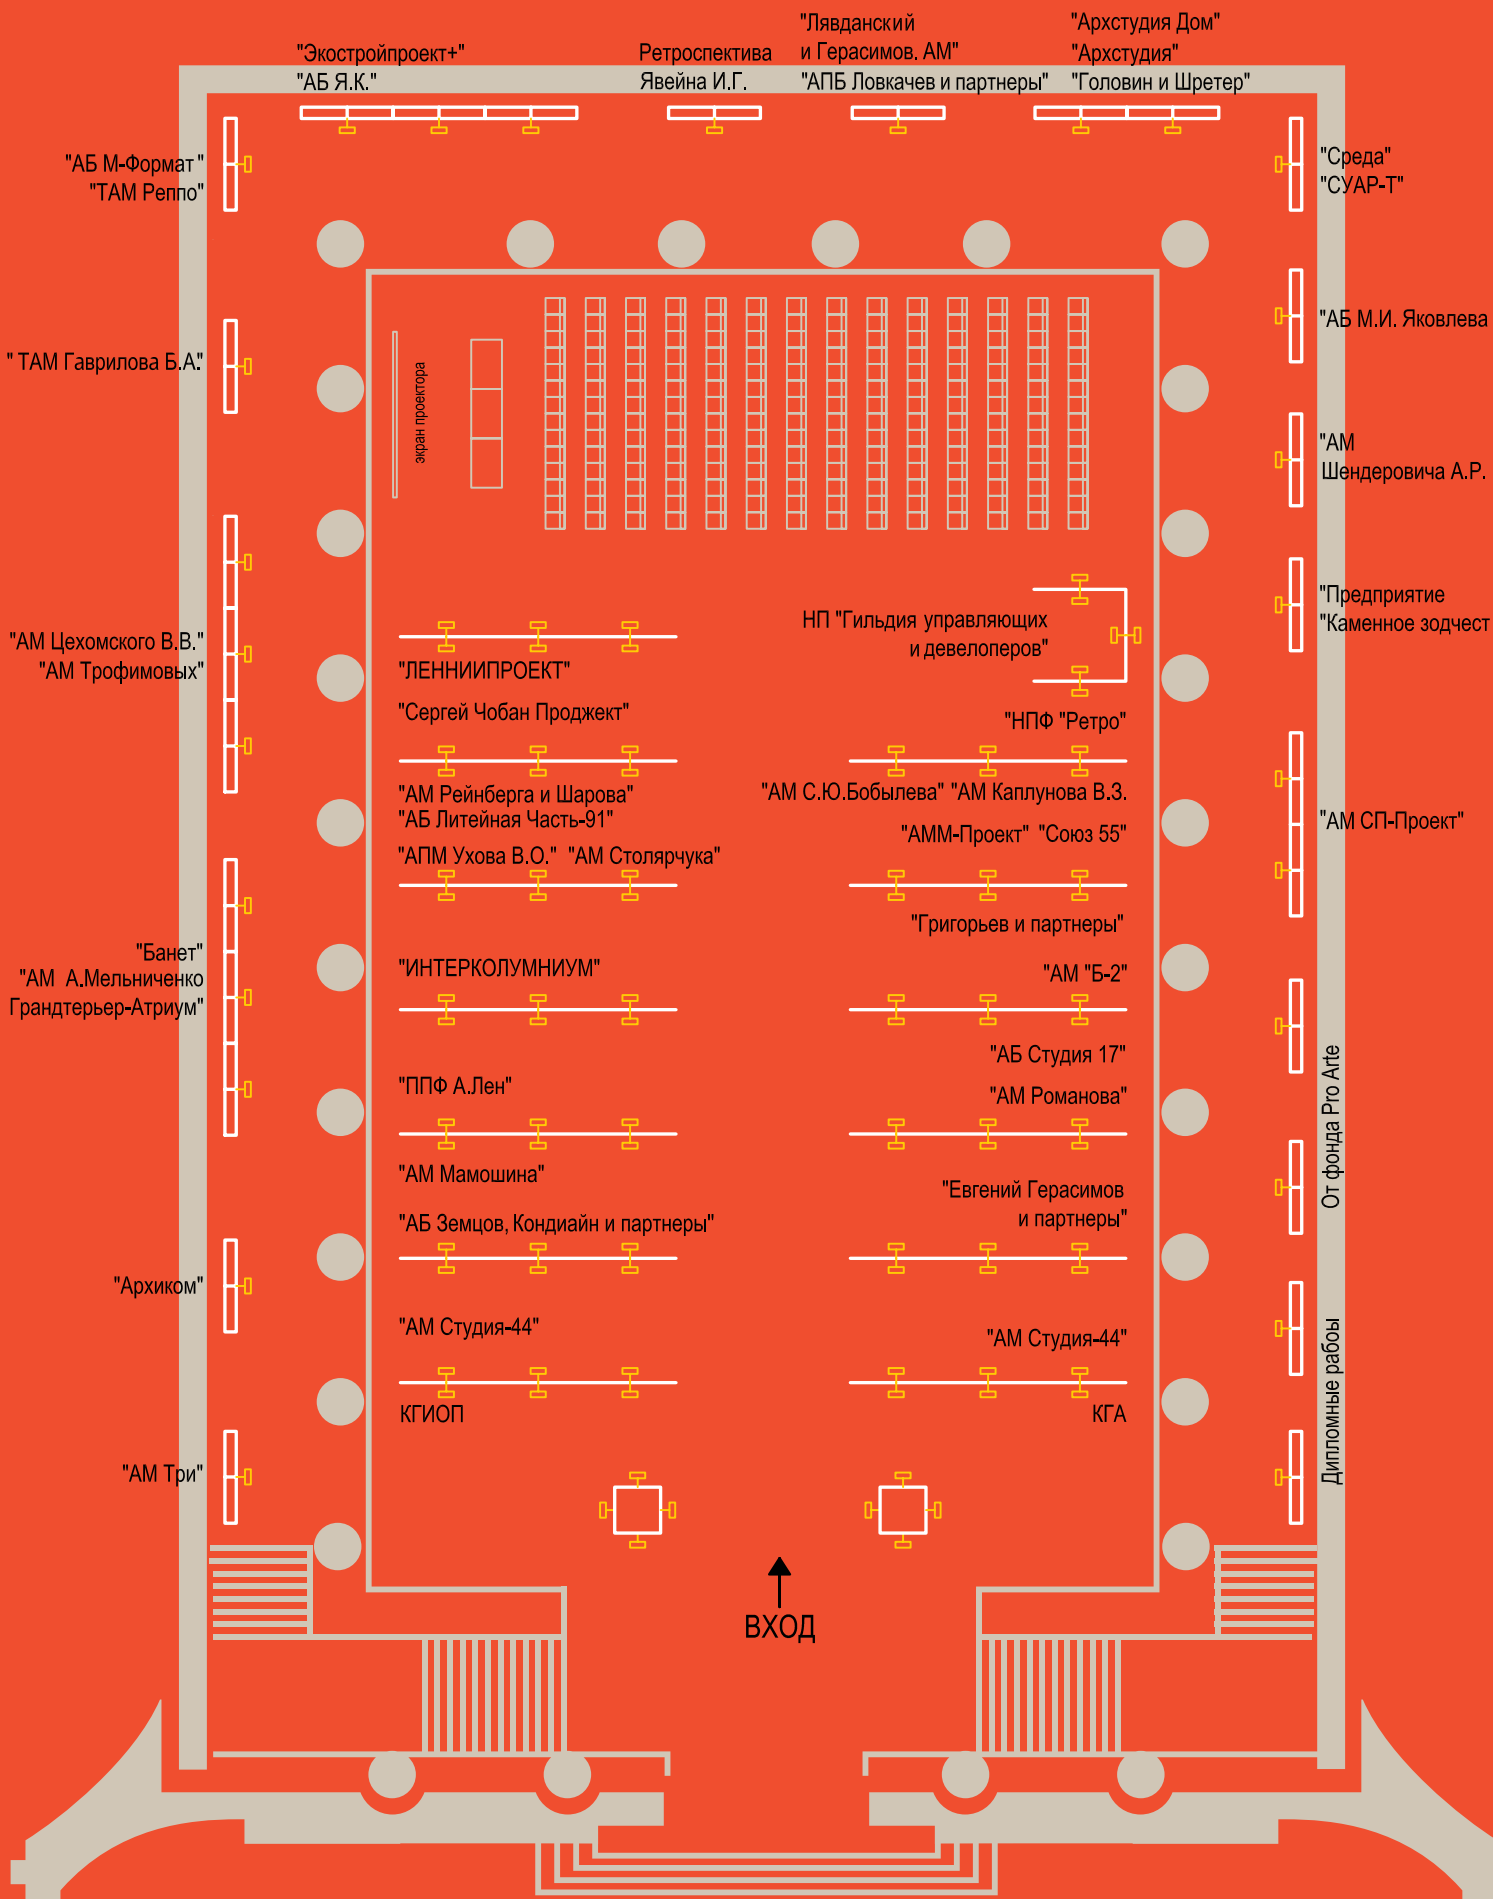 "Лявданский
и Герасимов. АМ"
"АПБ Ловкачев и партнеры"
"Архстудия Дом"
"Архстудия"
"Головин и Шретер"
"Экостройпроект+"
"АБ Я.К."
Ретроспектива
Явейна И.Г.
"АБ М-Формат"
"ТАМ Реппо"
"Среда"
"СУАР-Т"
" ТАМ Гаврилова Б.А."
экран проектора
"АБ М.И. Яковлева
"АМ
Шендеровича А.Р.
"Предприятие
"Каменное зодчест
"АМ Цехомского В.В."
"АМ Трофимовых"
"ЛЕННИИПРОЕКТ"
"Сергей Чобан Проджект"
НП "Гильдия управляющих
и девелоперов"
"НПФ "Ретро"
"АМ Рейнберга и Шарова"
"АБ Литейная Часть-91"
"АМ С.Ю.Бобылева" "АМ Каплунова В.З.
"АММ-Проект" "Союз 55"
"АМ СП-Проект"
"АПМ Ухова В.О." "АМ Столярчука"
"Григорьев и партнеры"
"Банет"
"АМ А.Мельниченко
Грандтерьер-Атриум"
"ИНТЕРКОЛУМНИУМ"
"АМ "Б-2"
"АБ Студия 17"
"ППФ А.Лен"
"АМ Романова"
От фонда Pro Arte
"АМ Мамошина"
"Евгений Герасимов
и партнеры"
"АБ Земцов, Кондиайн и партнеры"
"Архиком"
"АМ Студия-44"
"АМ Студия-44"
Дипломные рабоы
КГИОП
КГА
"АМ Три"
ВХОД